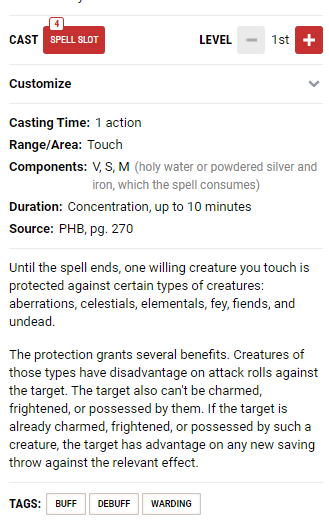 4
CAST SPELL SLOT LEVEL − 1st +
Customize
Casting Time: 1 action
Range/Area: Touch
Components: V, S, M (holy water or powdered silver and
iron, which the spell consumes)
Duration: Concentration, up to 10 minutes
Source: PHB, pg. 270
Until the spell ends, one willing creature you touch is
protected against certain types of creatures:
aberrations, celestials, elementals, fey, fiends, and
undead.
The protection grants several benefits. Creatures of
those types have disadvantage on attack rolls against
the target. The target also can't be charmed,
frightened, or possessed by them. If the target is
already charmed, frightened, or possessed by such a
creature, the target has advantage on any new saving
throw against the relevant effect.
TAGS: BUFF DEBUFF WARDING